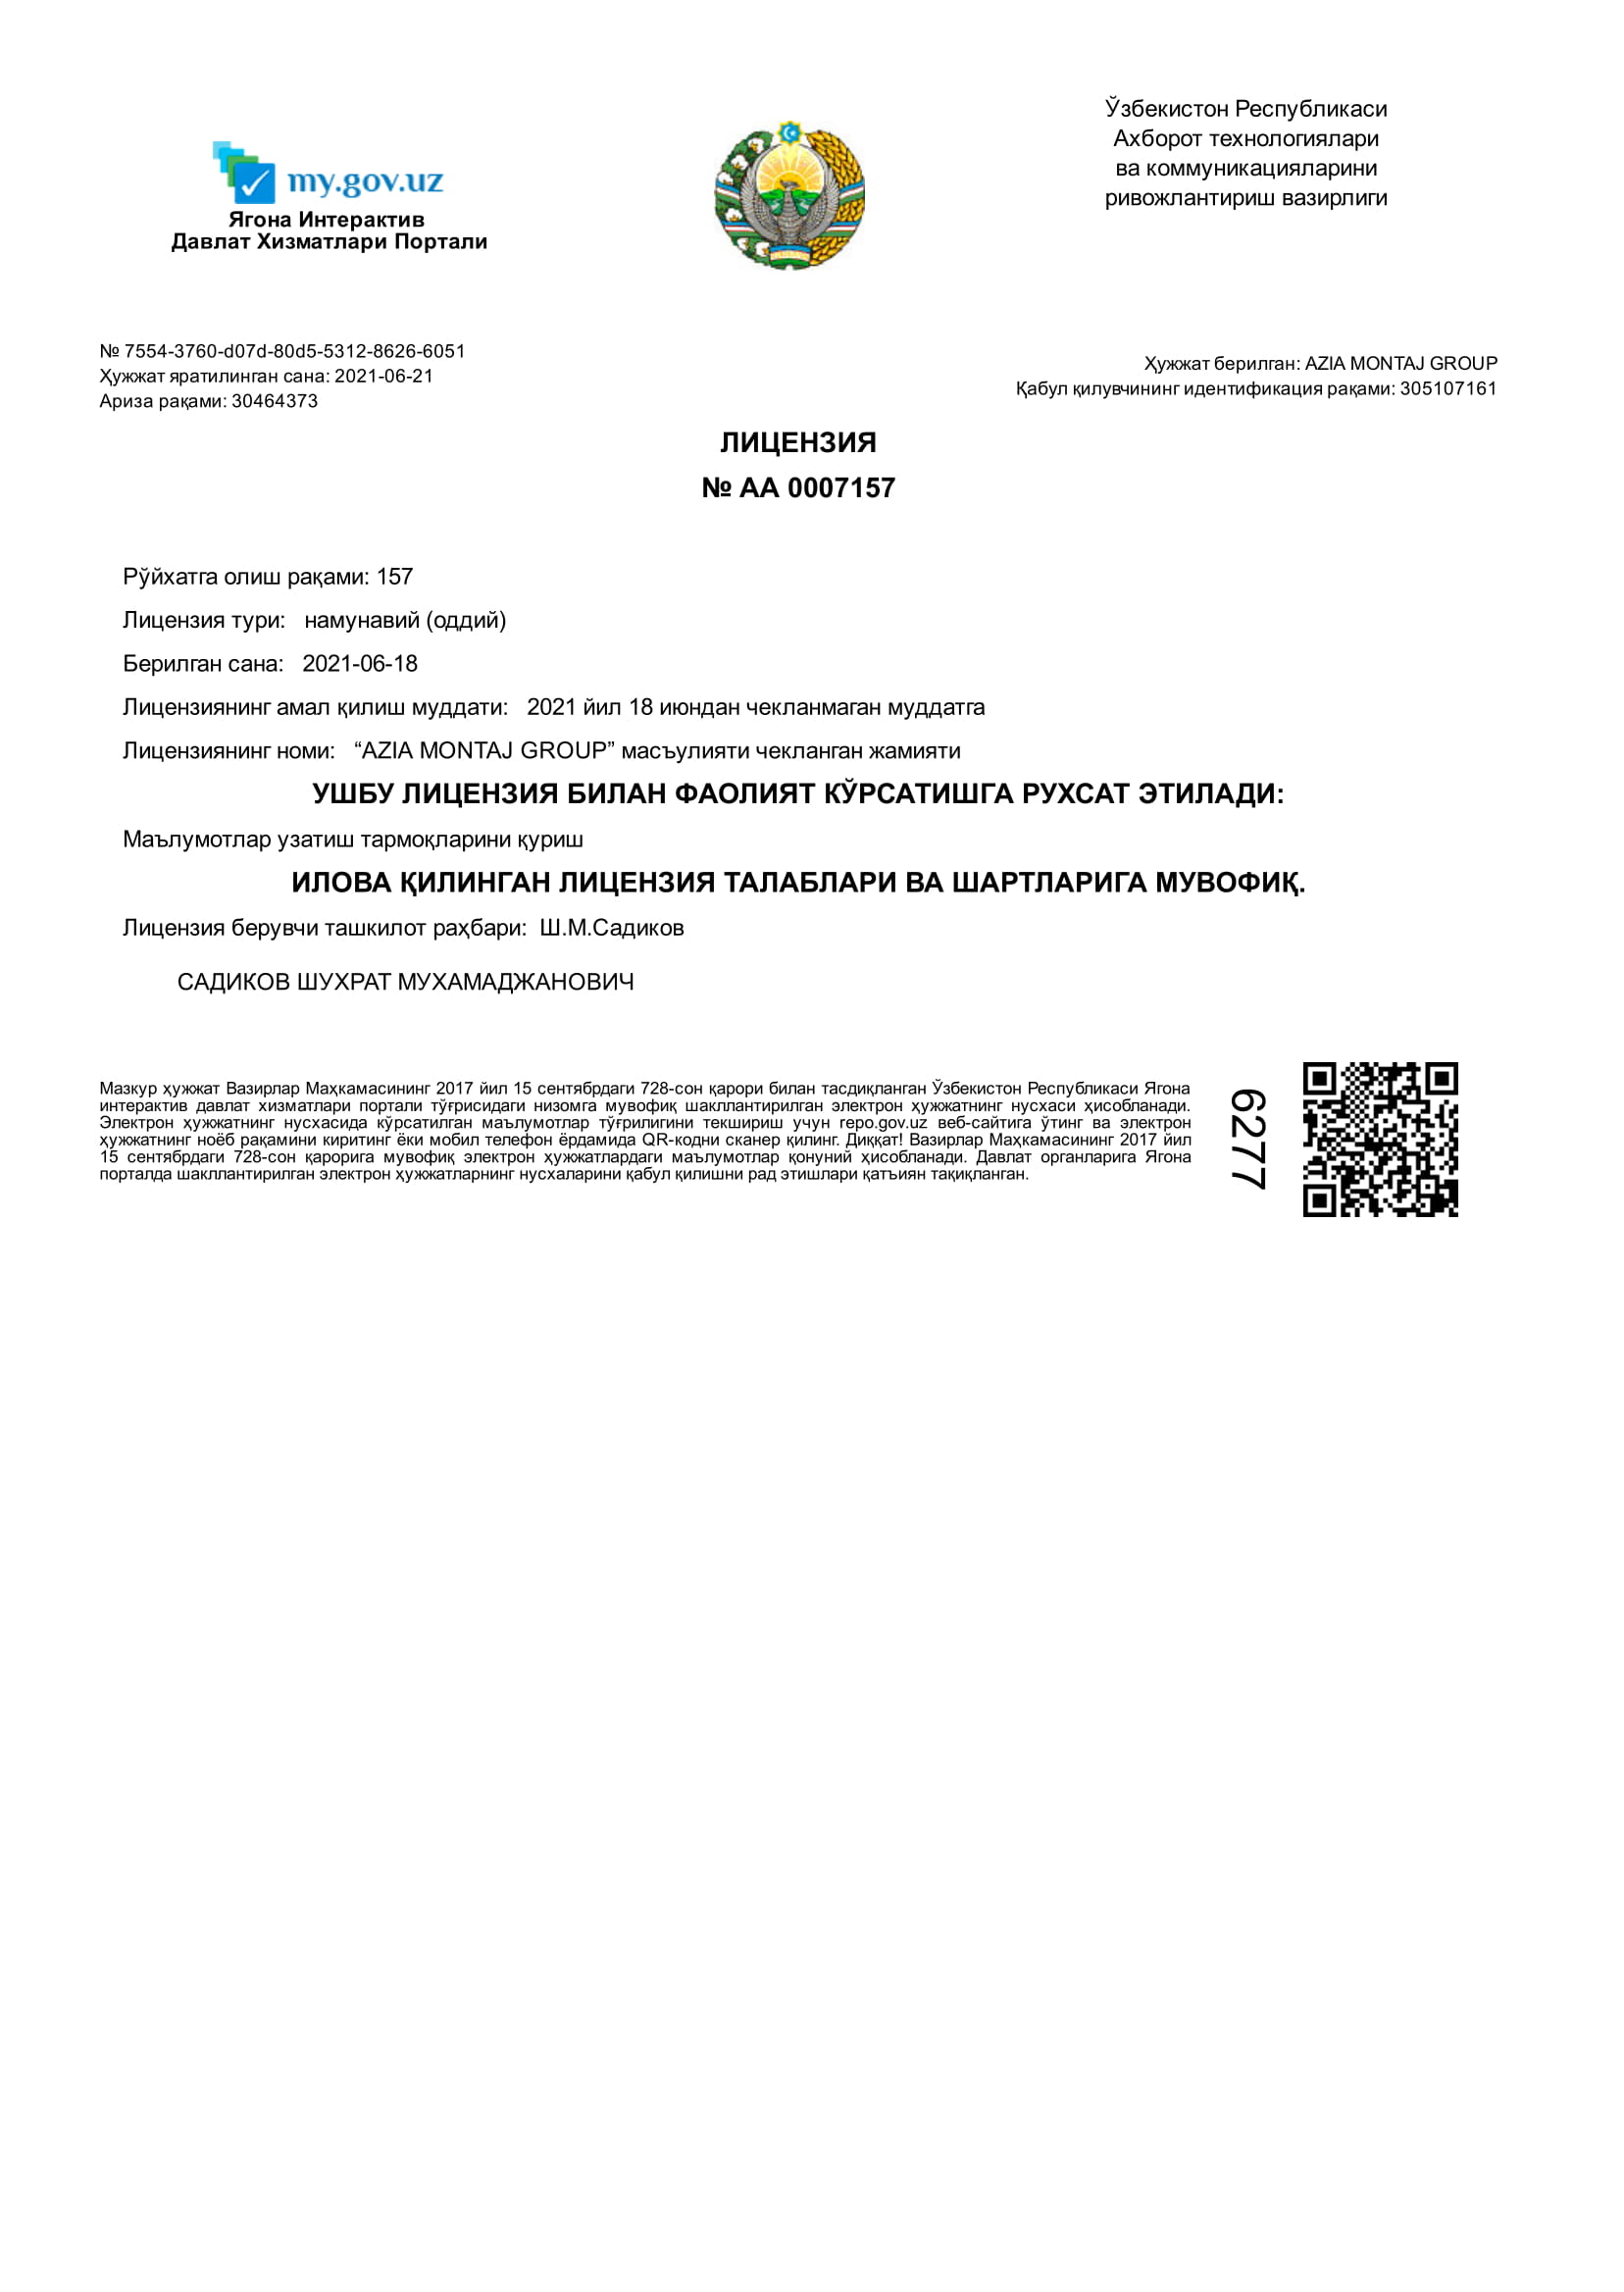 my.gov.uz
Ягона Интерактив
Давлат Хизматлари Портали
Ўзбекистон Республикаси
Ахборот технологиялари
ва коммуникацияларини
ривожлантириш вазирлиги
№ 7554-3760-d07d-80d5-5312-8626-6051
Ҳужжат яратилинган сана: 2021-06-21
Ариза рақами: 30464373
Ҳужжат берилган: AZIA MONTAJ GROUP
Қабул қилувчининг идентификация рақами: 305107161
ЛИЦЕНЗИЯ
№ АА 0007157
Рўйхатга олиш рақами: 157
Лицензия тури: намунавий (оддий)
Берилган сана: 2021-06-18
Лицензиянинг амал қилиш муддати: 2021 йил 18 июндан чекланмаган муддатга
Лицензиянинг номи: “AZIA MONTAJ GROUP” масъулияти чекланган жамияти
УШБУ ЛИЦЕНЗИЯ БИЛАН ФАОЛИЯТ КЎРСАТИШГА РУХСАТ ЭТИЛАДИ:
Маълумотлар узатиш тармоқларини қуриш
ИЛОВА ҚИЛИНГАН ЛИЦЕНЗИЯ ТАЛАБЛАРИ ВА ШАРТЛАРИГА МУВОФИҚ.
Лицензия берувчи ташкилот раҳбари: Ш.М.Садиков
САДИКОВ ШУХРАТ МУХАМАДЖАНОВИЧ
Мазкур ҳужжат Вазирлар Маҳкамасининг 2017 йил 15 сентябрдаги 728-сон қарори билан тасдиқланган Ўзбекистон Республикаси Ягона
интерактив давлат хизматлари портали тўғрисидаги низомга мувофиқ шакллантирилган электрон ҳужжатнинг нусхаси ҳисобланади.
Электрон ҳужжатнинг нусхасида кўрсатилган маълумотлар тўғрилигини текшириш учун repo.gov.uz веб-сайтига ўтинг ва электрон
ҳужжатнинг ноёб рақамини киритинг ёки мобил телефон ёрдамида QR-кодни сканер қилинг. Диққат! Вазирлар Маҳкамасининг 2017 йил
15 сентябрдаги 728-сон қарорига мувофиқ электрон ҳужжатлардаги маълумотлар қонуний ҳисобланади. Давлат органларига Ягона
порталда шакллантирилган электрон ҳужжатларнинг нусхаларини қабул қилишни рад этишлари қатъиян тақиқланган.
6277